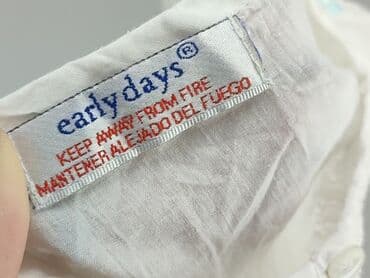 early days®
KEEP AWAY FROM FIRE
MANTENER ALEJADO DEL FUEGO